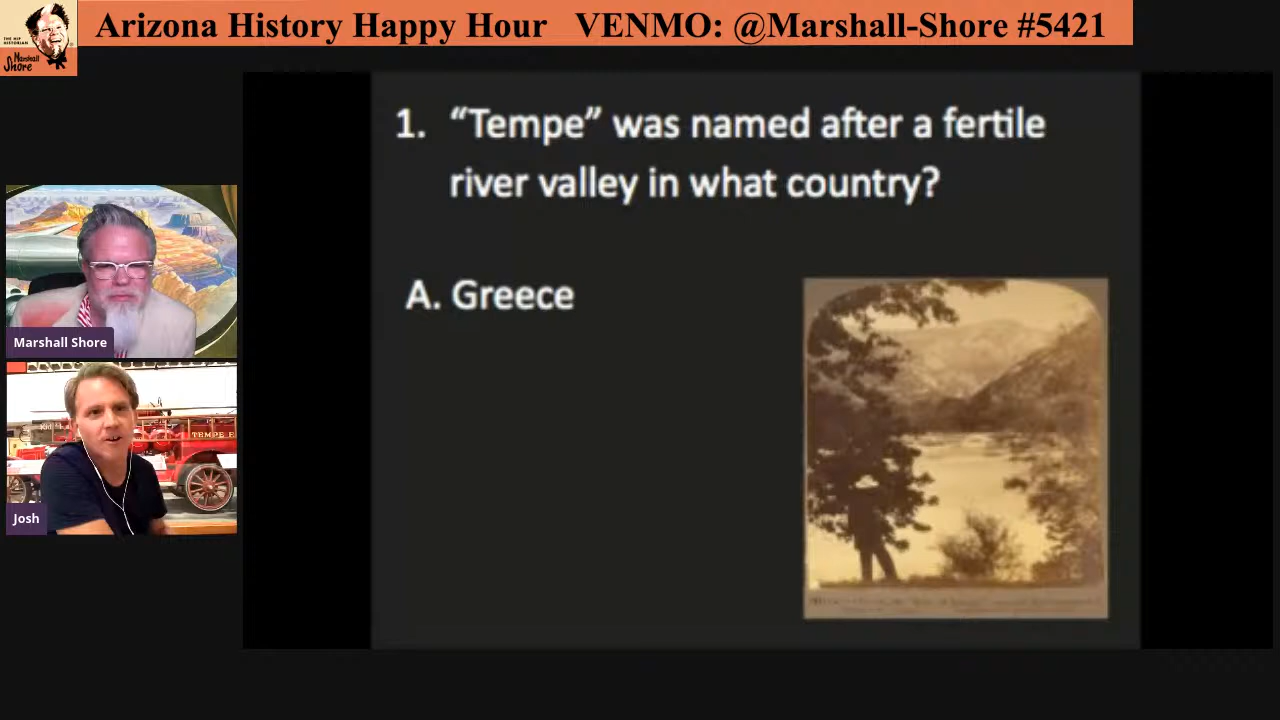 Arizona History Happy Hour VENMO: @Marshall-Shore #5421
THE HIP
HISTORIAN
Marshall
Shore
1. “Tempe” was named after a fertile
river valley in what country?
A. Greece
Marshall Shore
TEMPE F
Josh